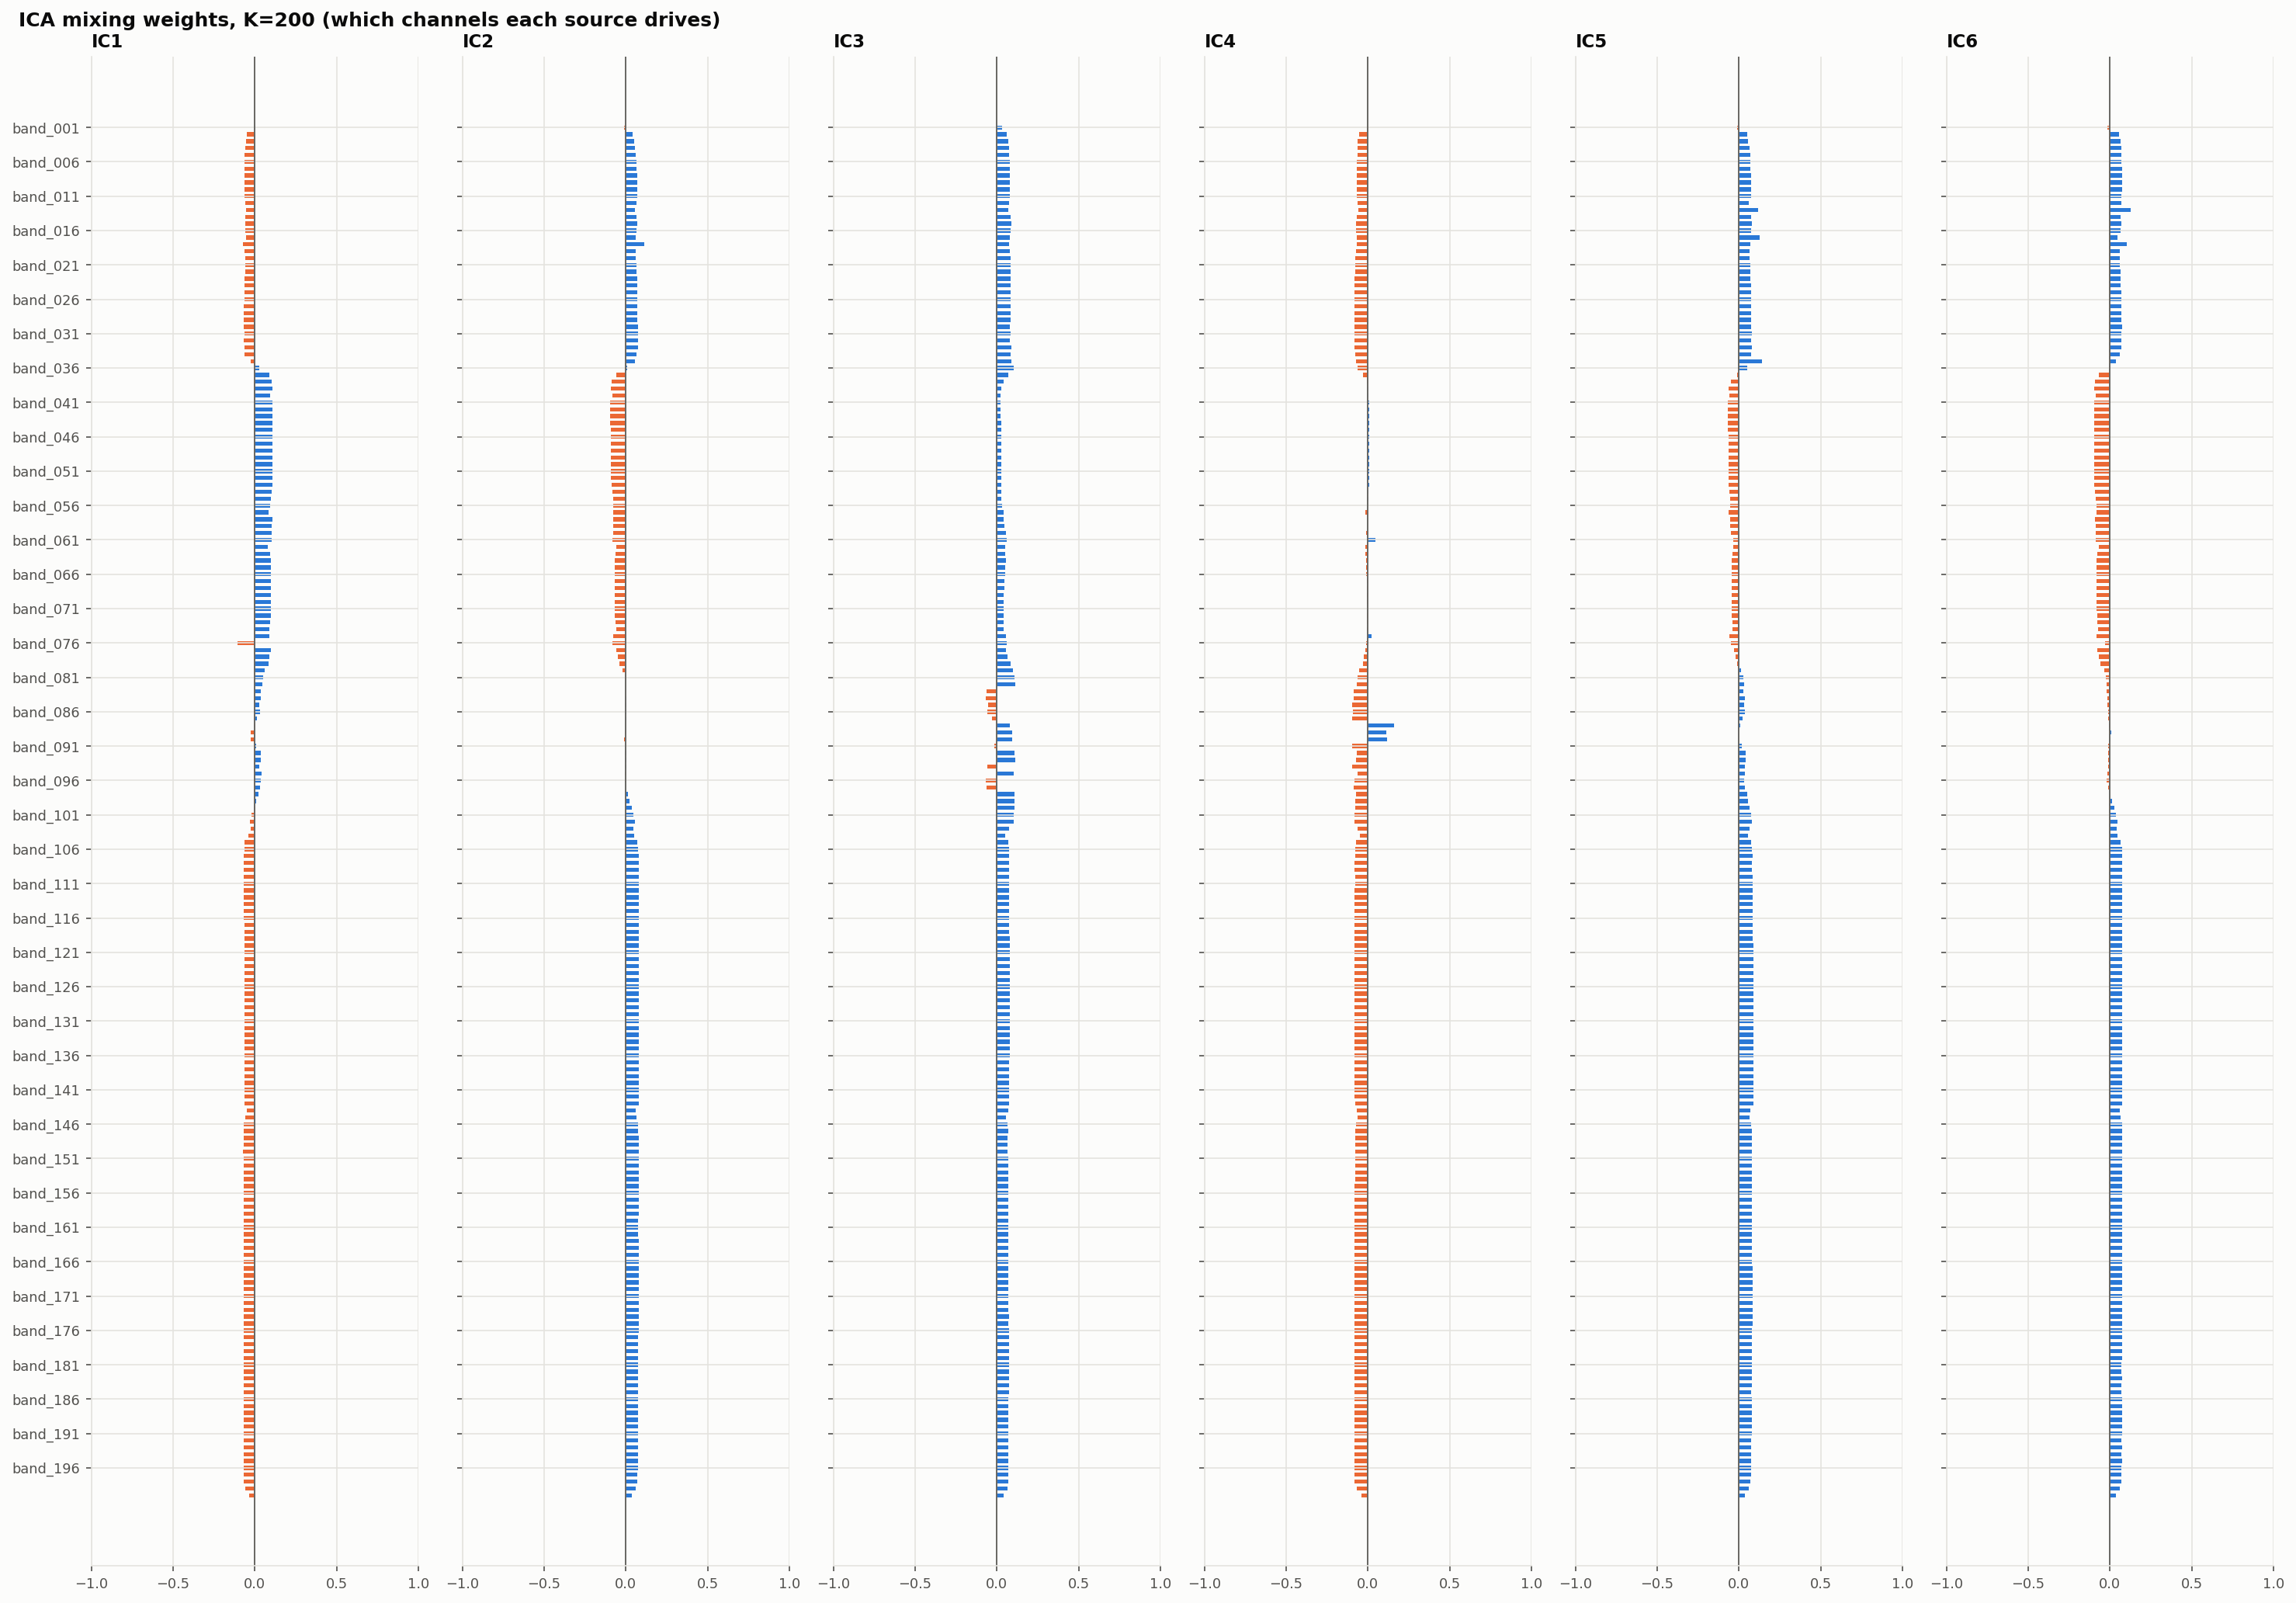 ICA mixing weights, K=200 (which channels each source drives)
IC1 IC2 IC3 IC4 IC5 IC6
band_001
band_006
band_011
band_016
band_021
band_026
band_031
band_036
band_041
band_046
band_051
band_056
band_061
band_066
band_071
band_076
band_081
band_086
band_091
band_096
band_101
band_106
band_111
band_116
band_121
band_126
band_131
band_136
band_141
band_146
band_151
band_156
band_161
band_166
band_171
band_176
band_181
band_186
band_191
band_196
−1.0 −0.5 0.0 0.5 1.0 −1.0 −0.5 0.0 0.5 1.0 −1.0 −0.5 0.0 0.5 1.0 −1.0 −0.5 0.0 0.5 1.0 −1.0 −0.5 0.0 0.5 1.0 −1.0 −0.5 0.0 0.5 1.0